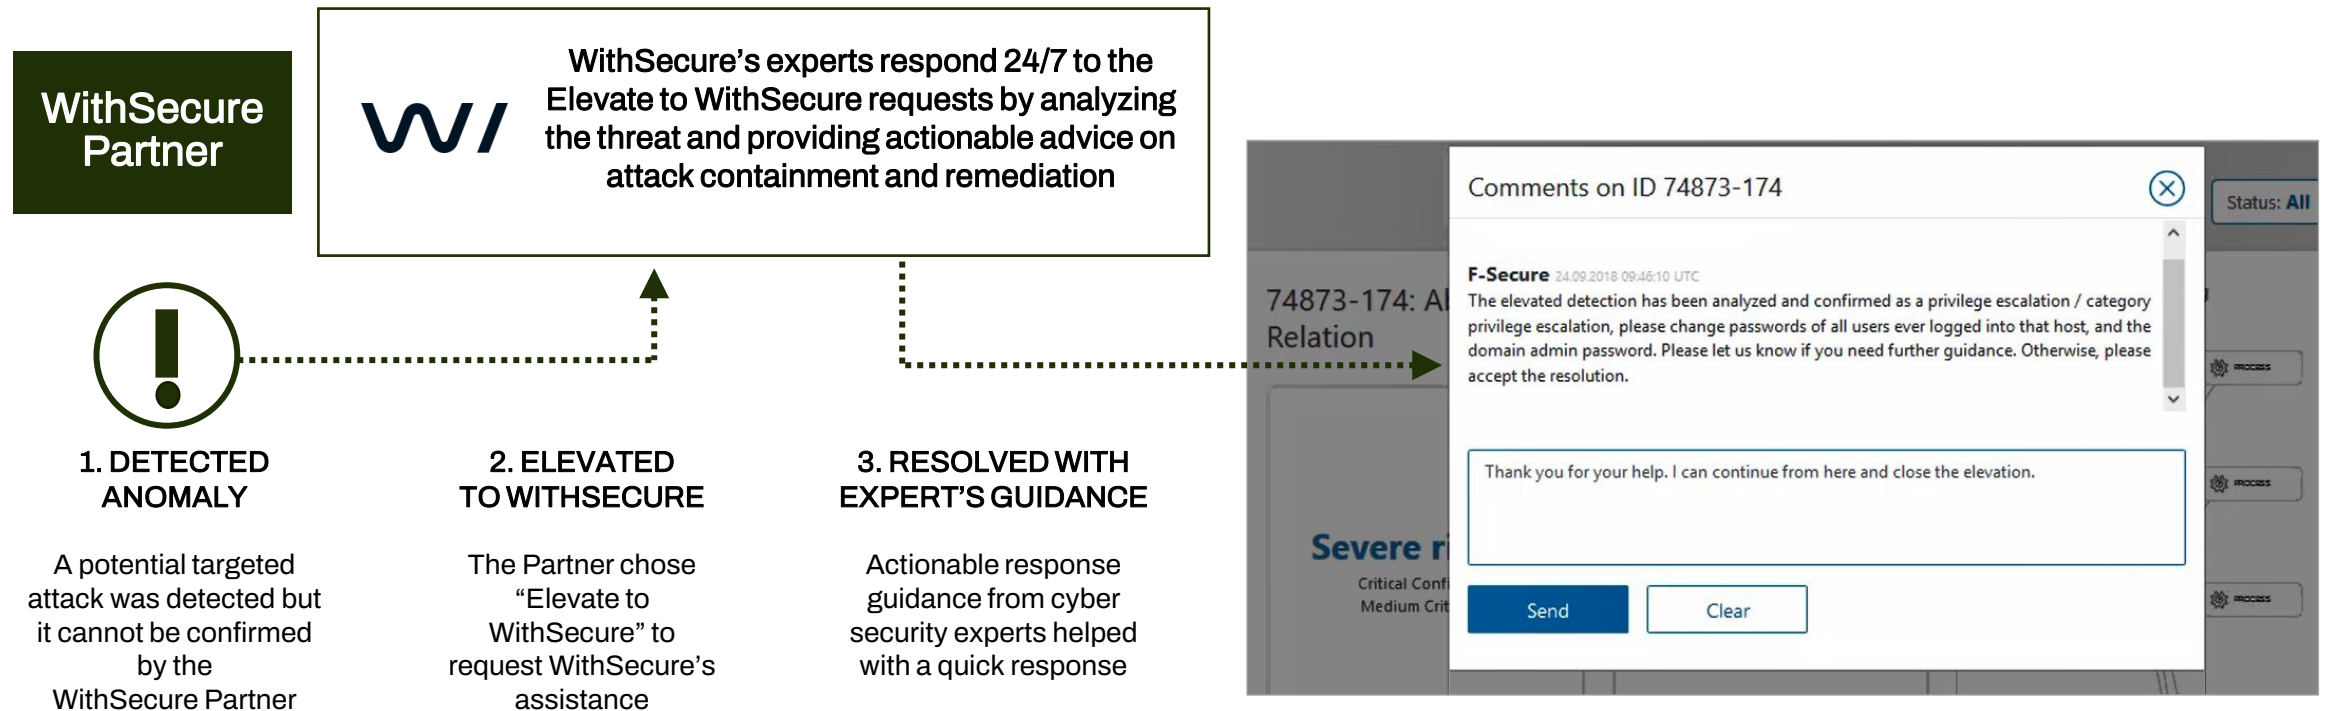 WithSecure
Partner
WithSecure’s experts respond 24/7 to the
Elevate to WithSecure requests by analyzing
the threat and providing actionable advice on
attack containment and remediation
1. DETECTED
ANOMALY
A potential targeted
attack was detected but
it cannot be confirmed
by the
WithSecure Partner
2. ELEVATED
TO WITHSECURE
The Partner chose
“Elevate to
WithSecure” to
request WithSecure’s
assistance
3. RESOLVED WITH
EXPERT’S GUIDANCE
Actionable response
guidance from cyber
security experts helped
with a quick response
Comments on ID 74873-174
Status: All
F-Secure 24.09.2018 09:46:10 UTC
The elevated detection has been analyzed and confirmed as a privilege escalation / category
privilege escalation, please change passwords of all users ever logged into that host, and the
domain admin password. Please let us know if you need further guidance. Otherwise, please
accept the resolution.
Thank you for your help. I can continue from here and close the elevation.
Send
Clear
74873-174:
Relation
Severe
Critical
Medium
PROCESS
PROCESS
PROCESS